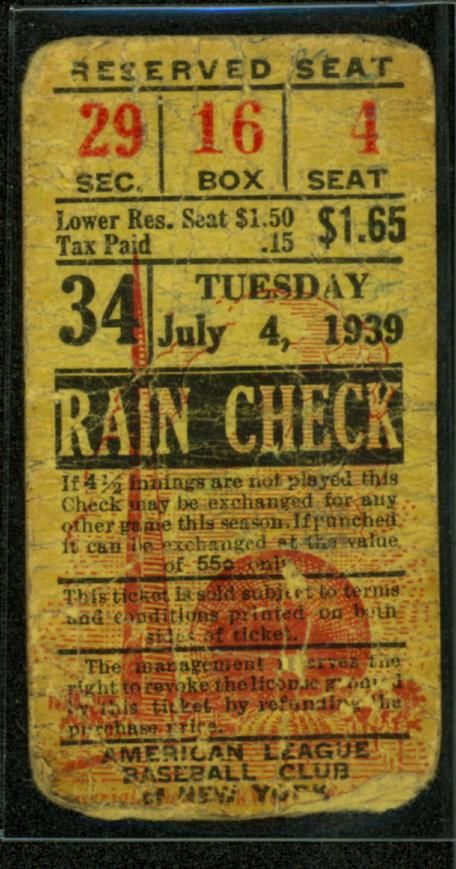 RESERVED SEAT
29 16 4
SEC. BOX SEAT
Lower Res. Seat $1.50
Tax Paid .15
$1.65
34
TUESDAY
July 4, 1939
RAIN CHECK
If 4½ innings are not played this
Check may be exchanged for any
other game this season. If punched
it can be exchanged at the value
of 55c only
This ticket is sold subject to terms
and conditions printed on both
sides of ticket.
The management reserves the
right to revoke the license granted
by this ticket by refunding the
purchase price.
AMERICAN LEAGUE
BASEBALL CLUB
of NEW YORK